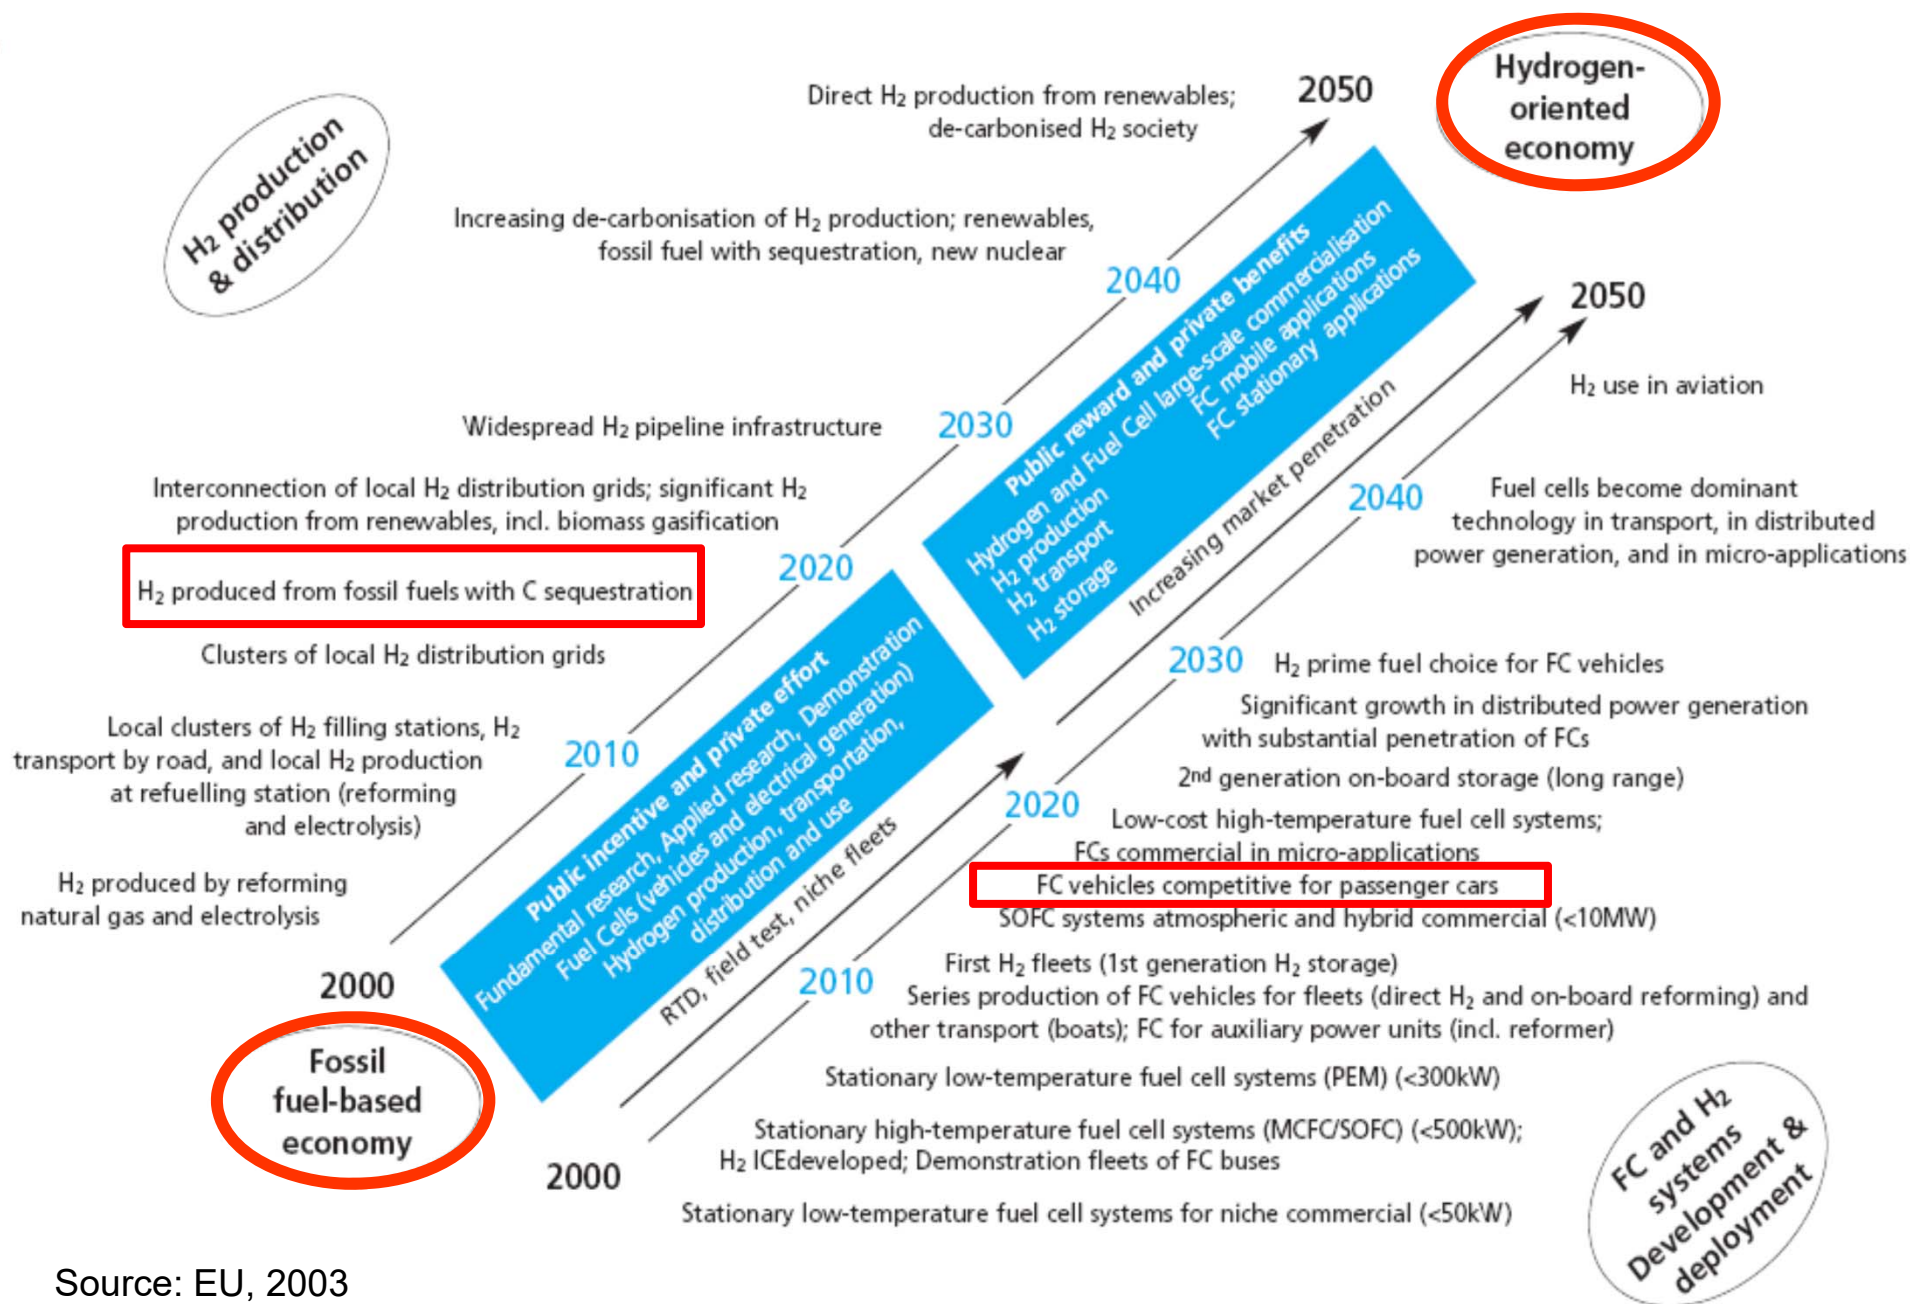 Hydrogen-
oriented
economy
Direct H₂ production from renewables;
de-carbonised H₂ society
2050
H₂ production
& distribution
Increasing de-carbonisation of H₂ production; renewables,
fossil fuel with sequestration, new nuclear
2040
Widespread H₂ pipeline infrastructure
2030
Interconnection of local H₂ distribution grids; significant H₂
production from renewables, incl. biomass gasification
2020
H₂ produced from fossil fuels with C sequestration
Clusters of local H₂ distribution grids
Local clusters of H₂ filling stations, H₂
transport by road, and local H₂ production
at refuelling station (reforming
and electrolysis)
2010
H₂ produced by reforming
natural gas and electrolysis
2000
Fossil
fuel-based
economy
Public reward and private benefits
Hydrogen and Fuel Cell large-scale commercialisation
H₂ production
FC mobile applications
H₂ transport
FC stationary applications
H₂ storage
Increasing market penetration
Public incentive and private effort
Fundamental research, Applied research, Demonstration
Fuel Cells (vehicles and electrical generation)
Hydrogen production, transportation,
distribution and use
RTD, field test, niche fleets
2050
H₂ use in aviation
2040
Fuel cells become dominant
technology in transport, in distributed
power generation, and in micro-applications
2030
H₂ prime fuel choice for FC vehicles
Significant growth in distributed power generation
with substantial penetration of FCs
2nd generation on-board storage (long range)
2020
Low-cost high-temperature fuel cell systems;
FCs commercial in micro-applications
FC vehicles competitive for passenger cars
SOFC systems atmospheric and hybrid commercial (<10MW)
First H₂ fleets (1st generation H₂ storage)
2010
Series production of FC vehicles for fleets (direct H₂ and on-board reforming) and
other transport (boats); FC for auxiliary power units (incl. reformer)
Stationary low-temperature fuel cell systems (PEM) (<300kW)
Stationary high-temperature fuel cell systems (MCFC/SOFC) (<500kW);
H₂ ICEdeveloped; Demonstration fleets of FC buses
2000
Stationary low-temperature fuel cell systems for niche commercial (<50kW)
FC and H₂
systems
Development &
deployment
Source: EU, 2003